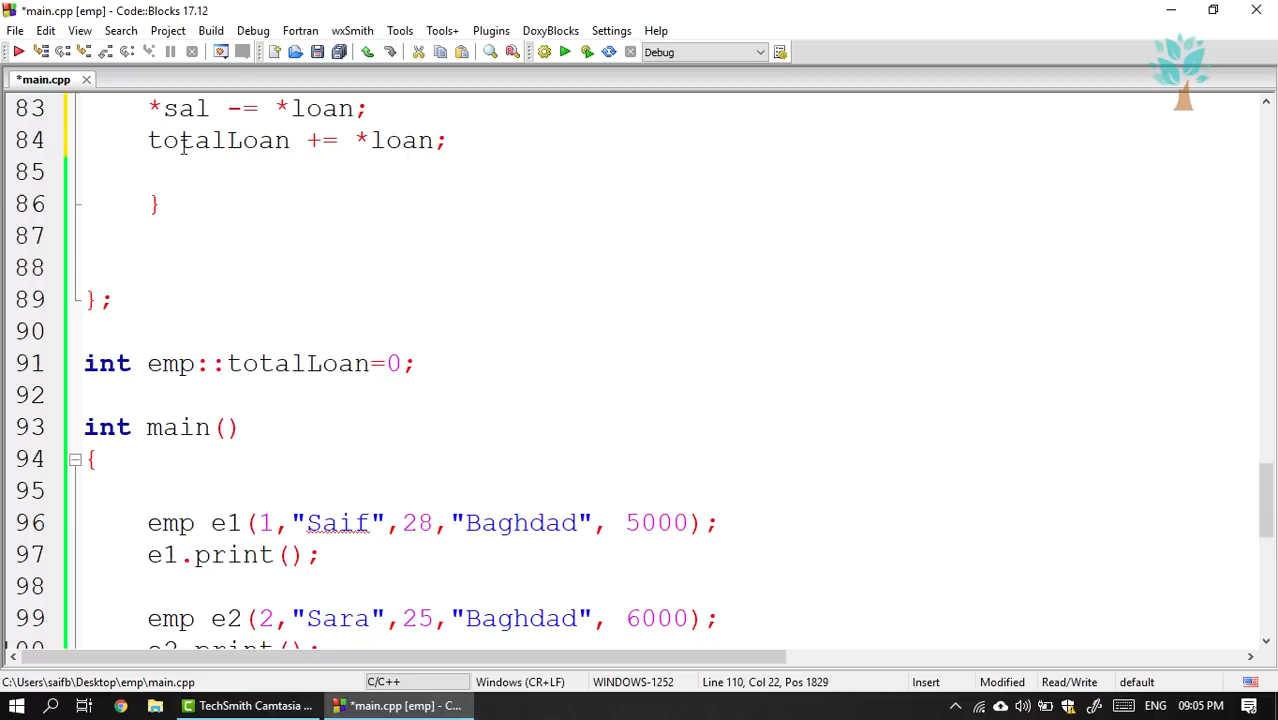 *main.cpp [emp] - Code::Blocks 17.12
File Edit View Search Project Build Debug Fortran wxSmith Tools Tools+ Plugins DoxyBlocks Settings Help
Debug
*main.cpp
83 *sal -= *loan;
84 totalLoan += *loan;
85
86 }
87
88
89 };
90
91 int emp::totalLoan=0;
92
93 int main()
94 {
95
96 emp e1(1,"Saif",28,"Baghdad", 5000);
97 e1.print();
98
99 emp e2(2,"Sara",25,"Baghdad", 6000);
e2.print();
C:\Users\saifb\Desktop\emp\main.cpp C/C++ Windows (CR+LF) WINDOWS-1252 Line 110, Col 22, Pos 1829 Insert Modified Read/Write default
TechSmith Camtasia ... *main.cpp [emp] - C... ENG 09:05 PM